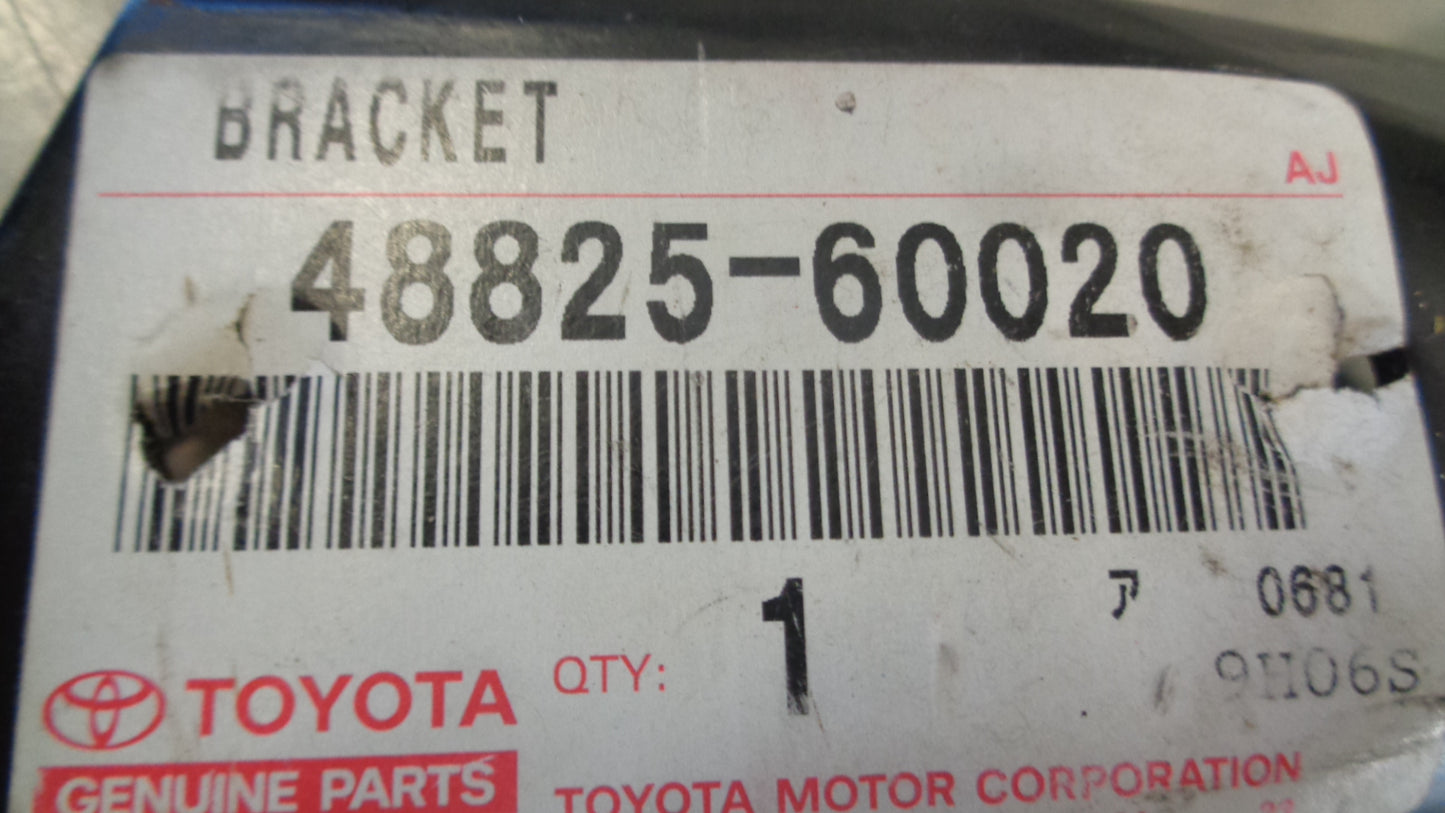 BRACKET
AJ
48825-60020
1 ア 0681
QTY:
9H06S
TOYOTA
GENUINE PARTS
TOYOTA MOTOR CORPORATION